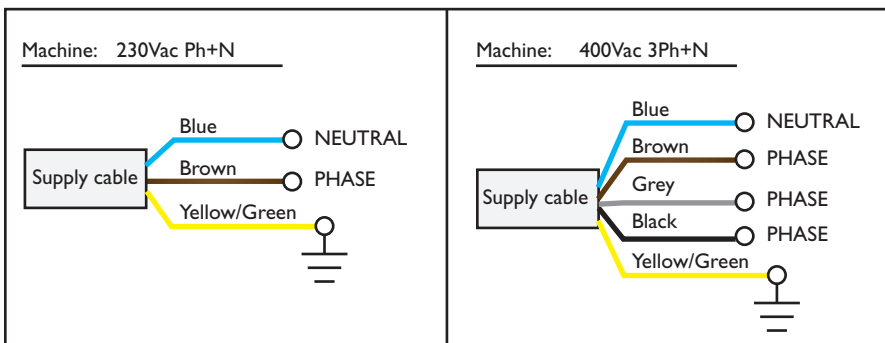 Machine: 230Vac Ph+N
Blue
NEUTRAL
Supply cable
Brown
PHASE
Yellow/Green
Machine: 400Vac 3Ph+N
Blue
NEUTRAL
Brown
PHASE
Supply cable
Grey
PHASE
Black
PHASE
Yellow/Green